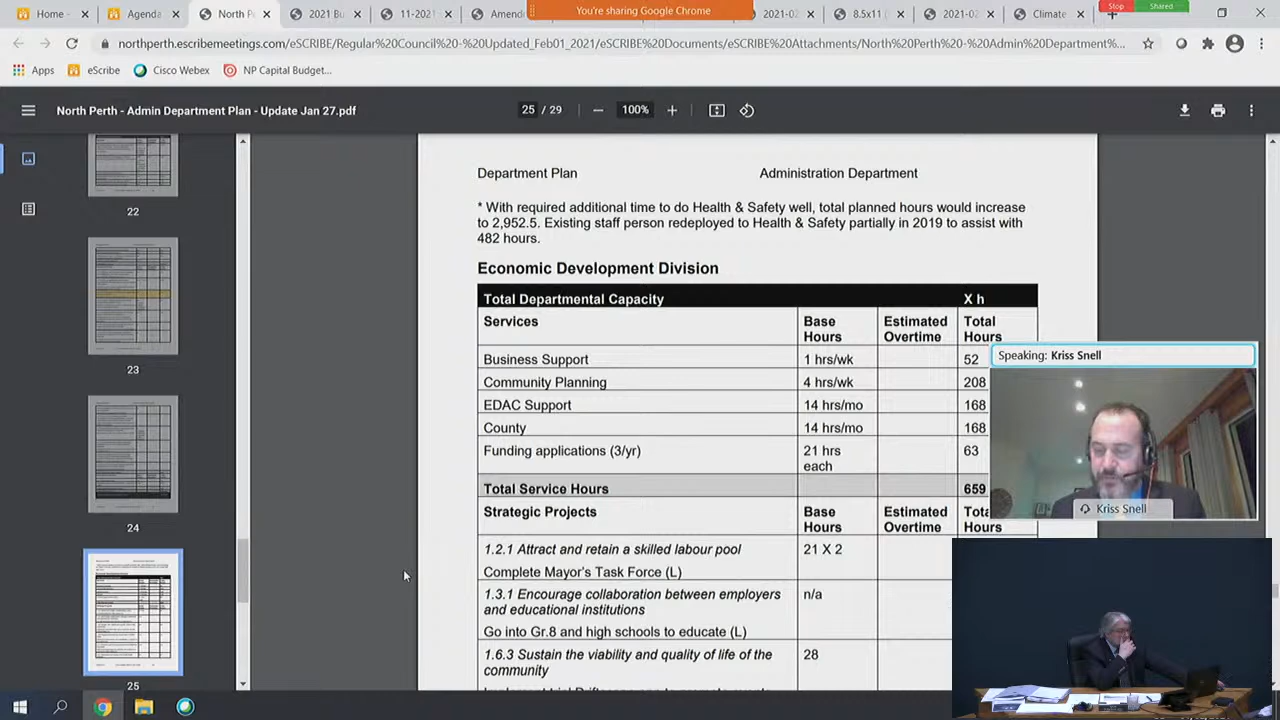 Home -
Agenda
North P
2021 Bu
11-2021
Amend
You're sharing Google Chrome
2021-02
8.5x11
2021-02
Climate
Stop Shared
northperth.escribemeetings.com/eSCRIBE/Regular%20Council%20-%20Updated_Feb01_2021/eSCRIBE%20Documents/eSCRIBE%20Attachments/North%20Perth%20-%20Admin%20Department%...
Apps eScribe Cisco Webex NP Capital Budget...
North Perth - Admin Department Plan - Update Jan 27.pdf
25 / 29
100%
22
23
24
25
Department Plan Administration Department
* With required additional time to do Health & Safety well, total planned hours would increase
to 2,952.5. Existing staff person redeployed to Health & Safety partially in 2019 to assist with
482 hours.
Economic Development Division
Total Departmental Capacity X h
Services Base Hours Estimated Overtime Total Hours
Business Support 1 hrs/wk 52
Community Planning 4 hrs/wk 208
EDAC Support 14 hrs/mo 168
County 14 hrs/mo 168
Funding applications (3/yr) 21 hrs each 63
Total Service Hours 659
Strategic Projects Base Hours Estimated Overtime Tota Hours
1.2.1 Attract and retain a skilled labour pool 21 X 2
Complete Mayor's Task Force (L)
1.3.1 Encourage collaboration between employers n/a
and educational institutions
Go into Gr.8 and high schools to educate (L)
1.6.3 Sustain the viability and quality of life of the 28
community
Speaking: Kriss Snell
Kriss Snell